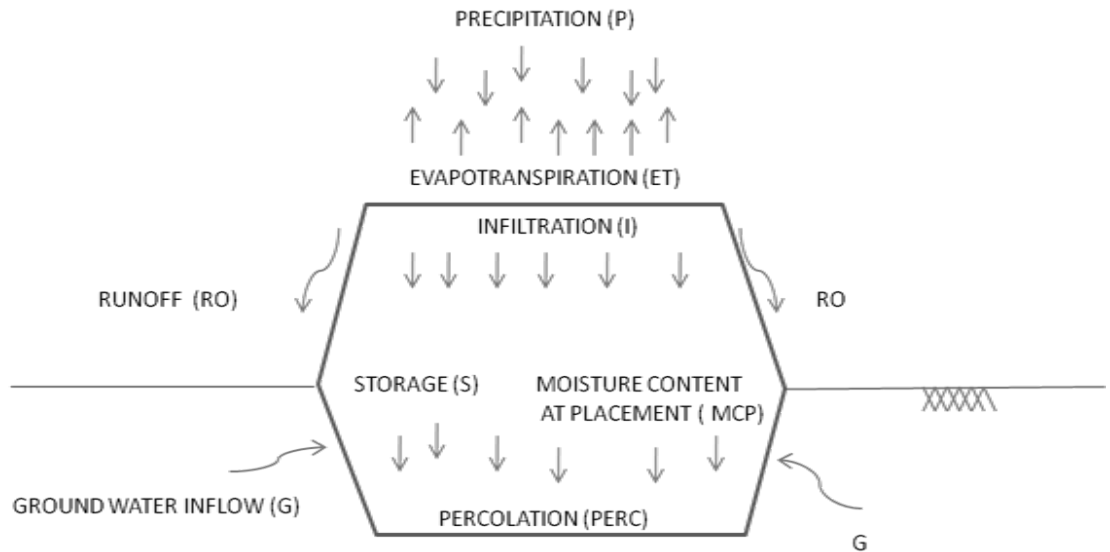 PRECIPITATION (P)
EVAPOTRANSPIRATION (ET)
INFILTRATION (I)
RUNOFF (RO)
RO
STORAGE (S)
MOISTURE CONTENT
AT PLACEMENT ( MCP)
GROUND WATER INFLOW (G)
PERCOLATION (PERC)
G